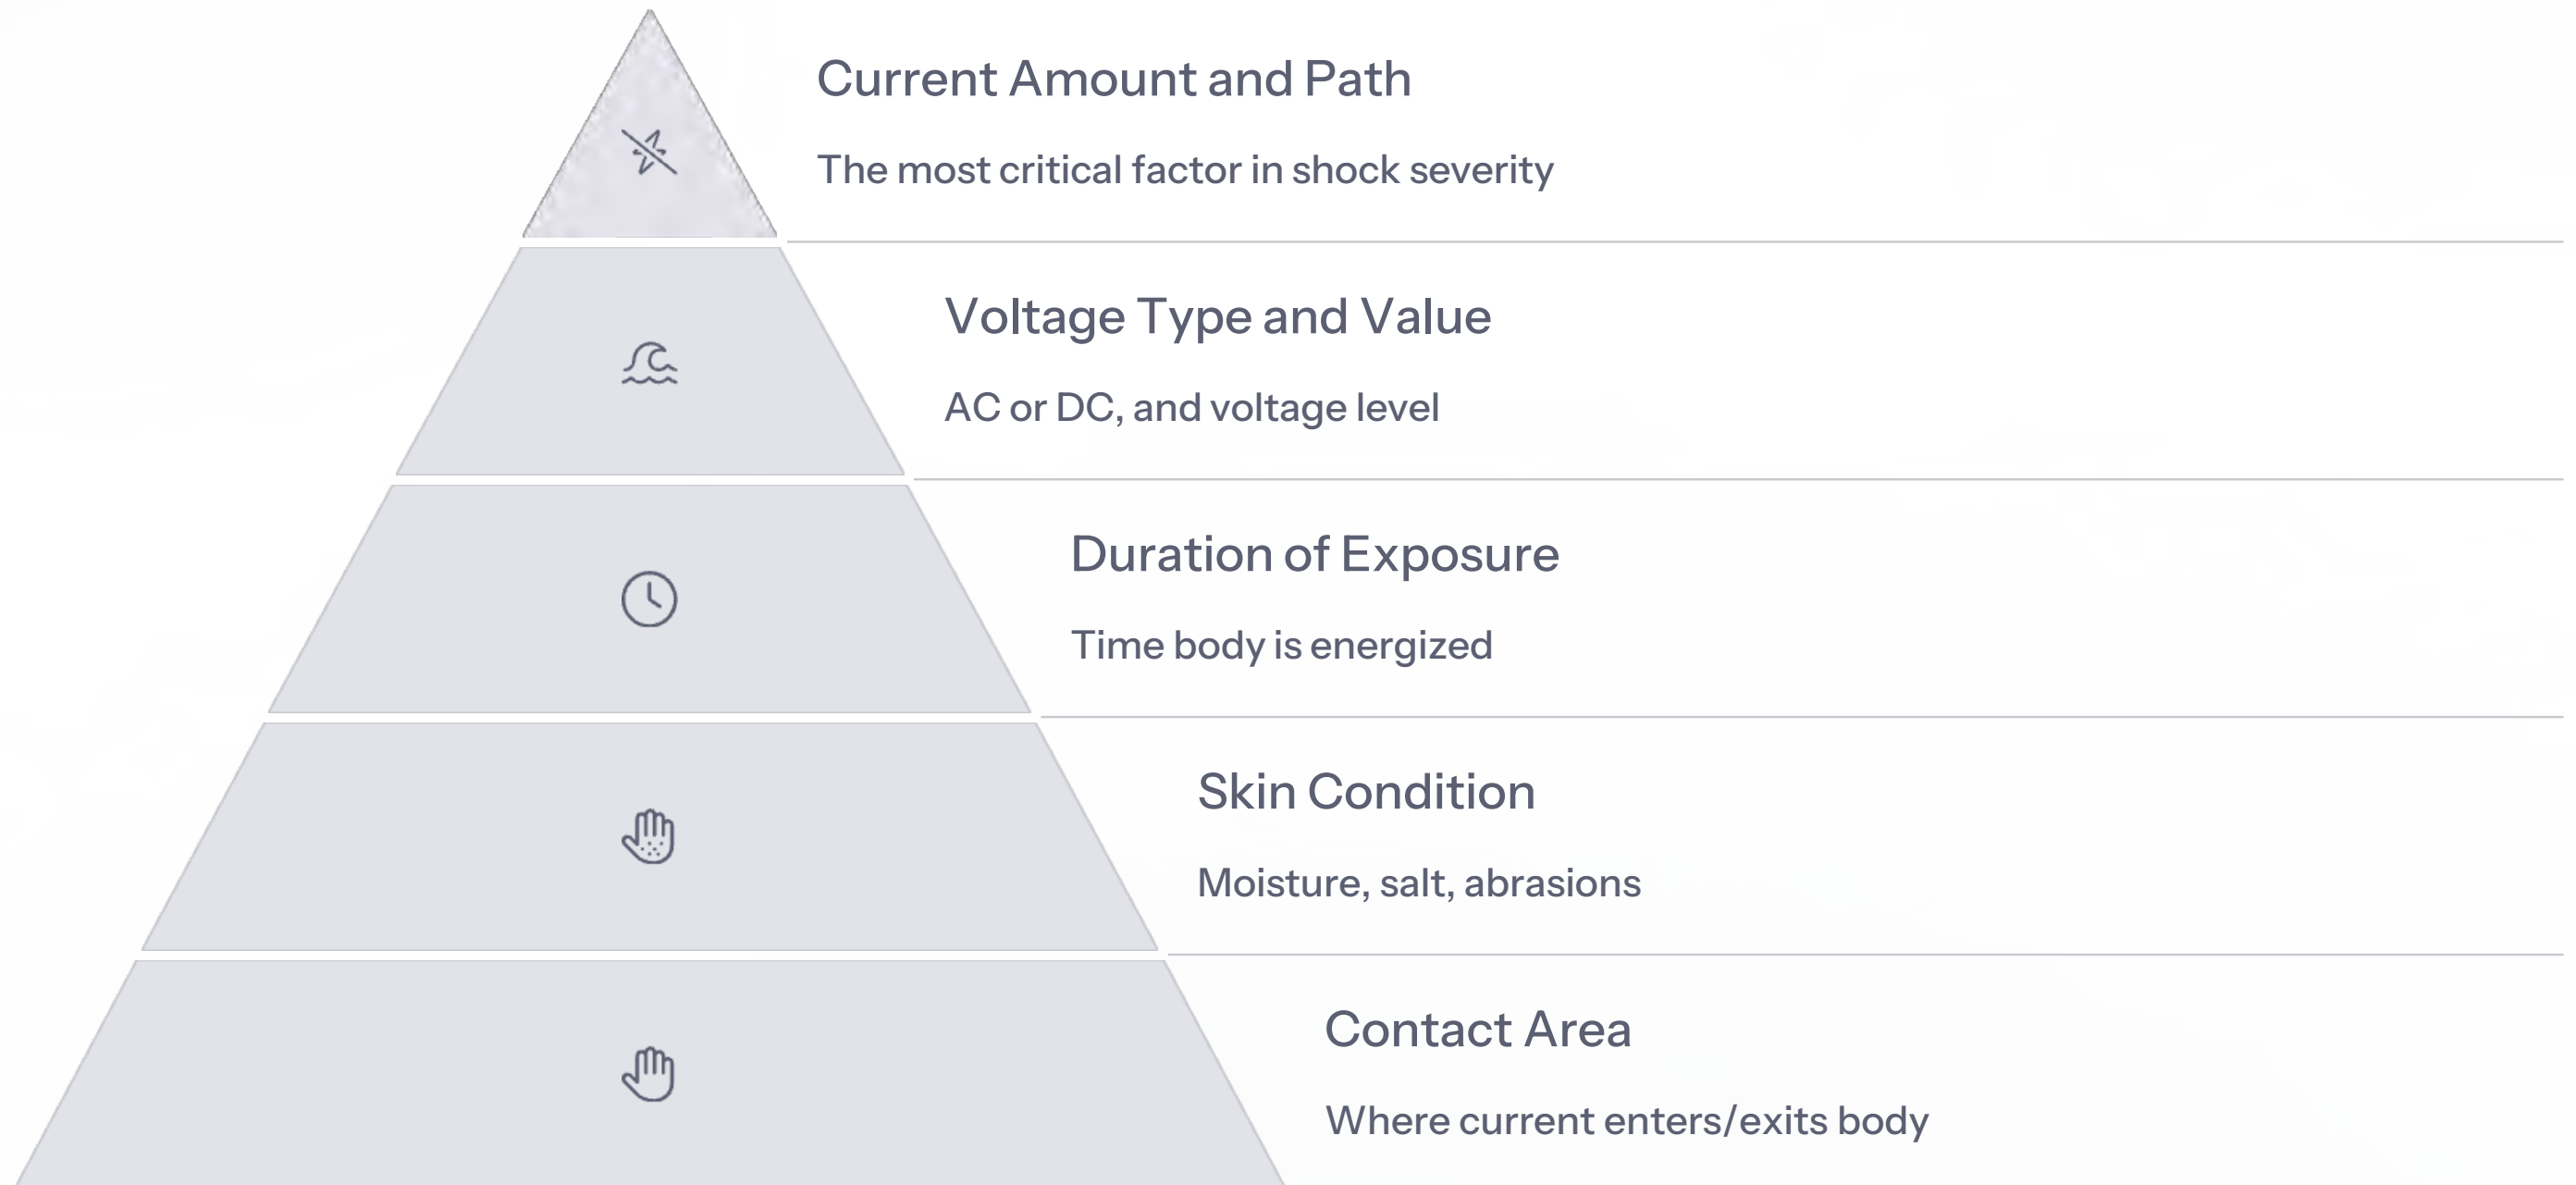 Current Amount and Path
The most critical factor in shock severity
Voltage Type and Value
AC or DC, and voltage level
Duration of Exposure
Time body is energized
Skin Condition
Moisture, salt, abrasions
Contact Area
Where current enters/exits body